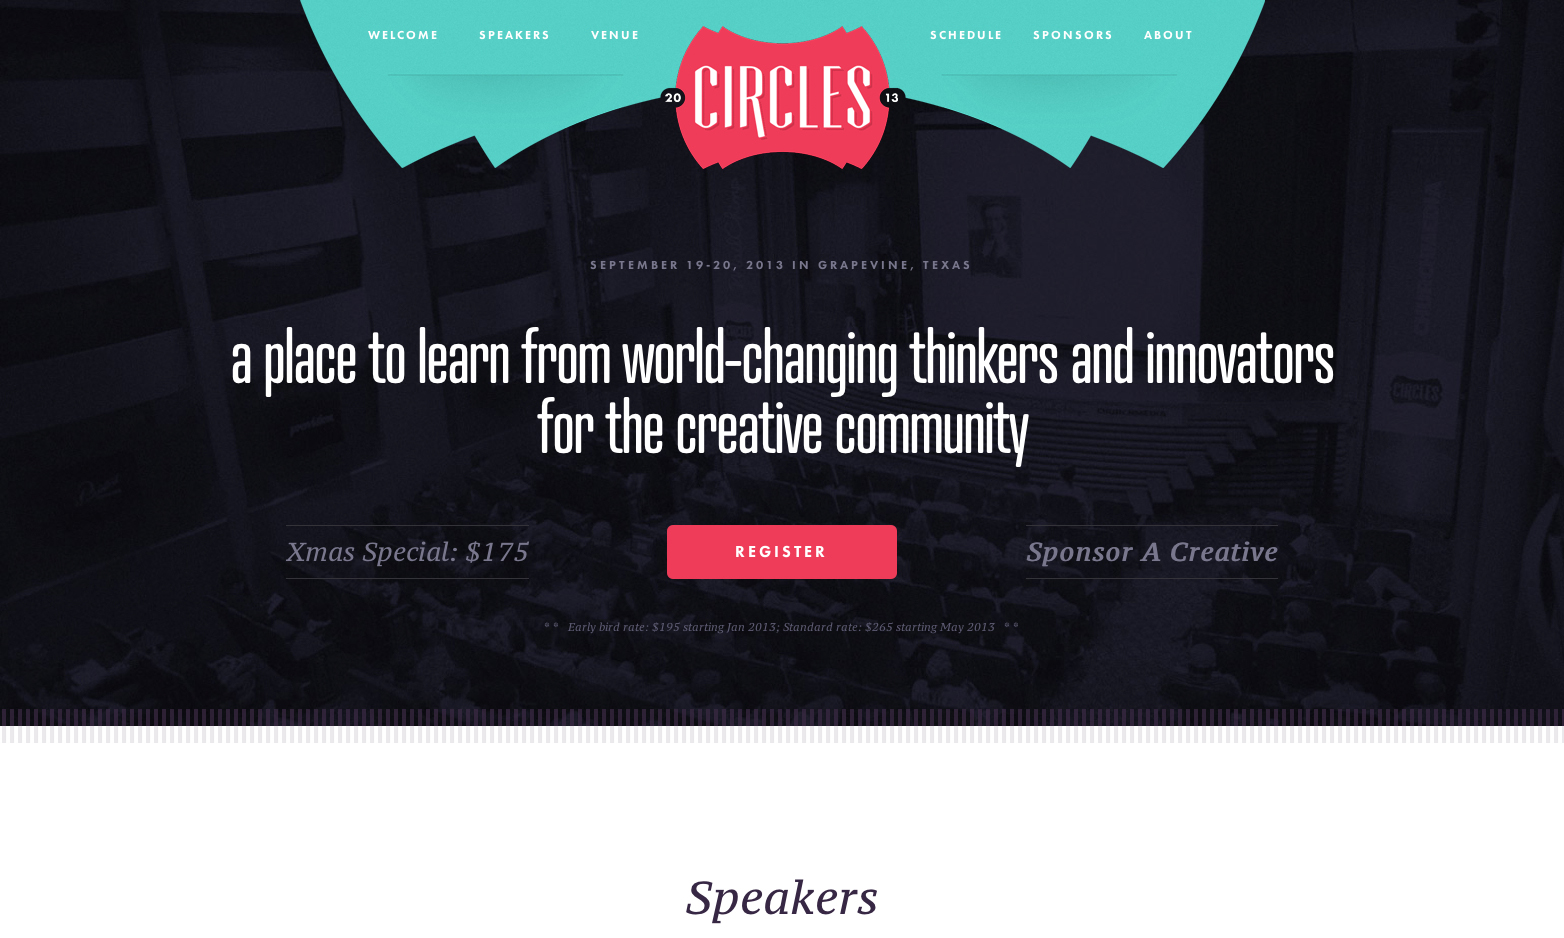 WELCOME SPEAKERS VENUE
CIRCLES
20 13
SCHEDULE SPONSORS ABOUT
SEPTEMBER 19-20, 2013 IN GRAPEVINE, TEXAS
a place to learn from world-changing thinkers and innovators
for the creative community
CIRCLES
Xmas Special: $175
REGISTER
Sponsor A Creative
Early bird rate: $195 starting Jan 2013; Standard rate: $265 starting May 2013
Speakers